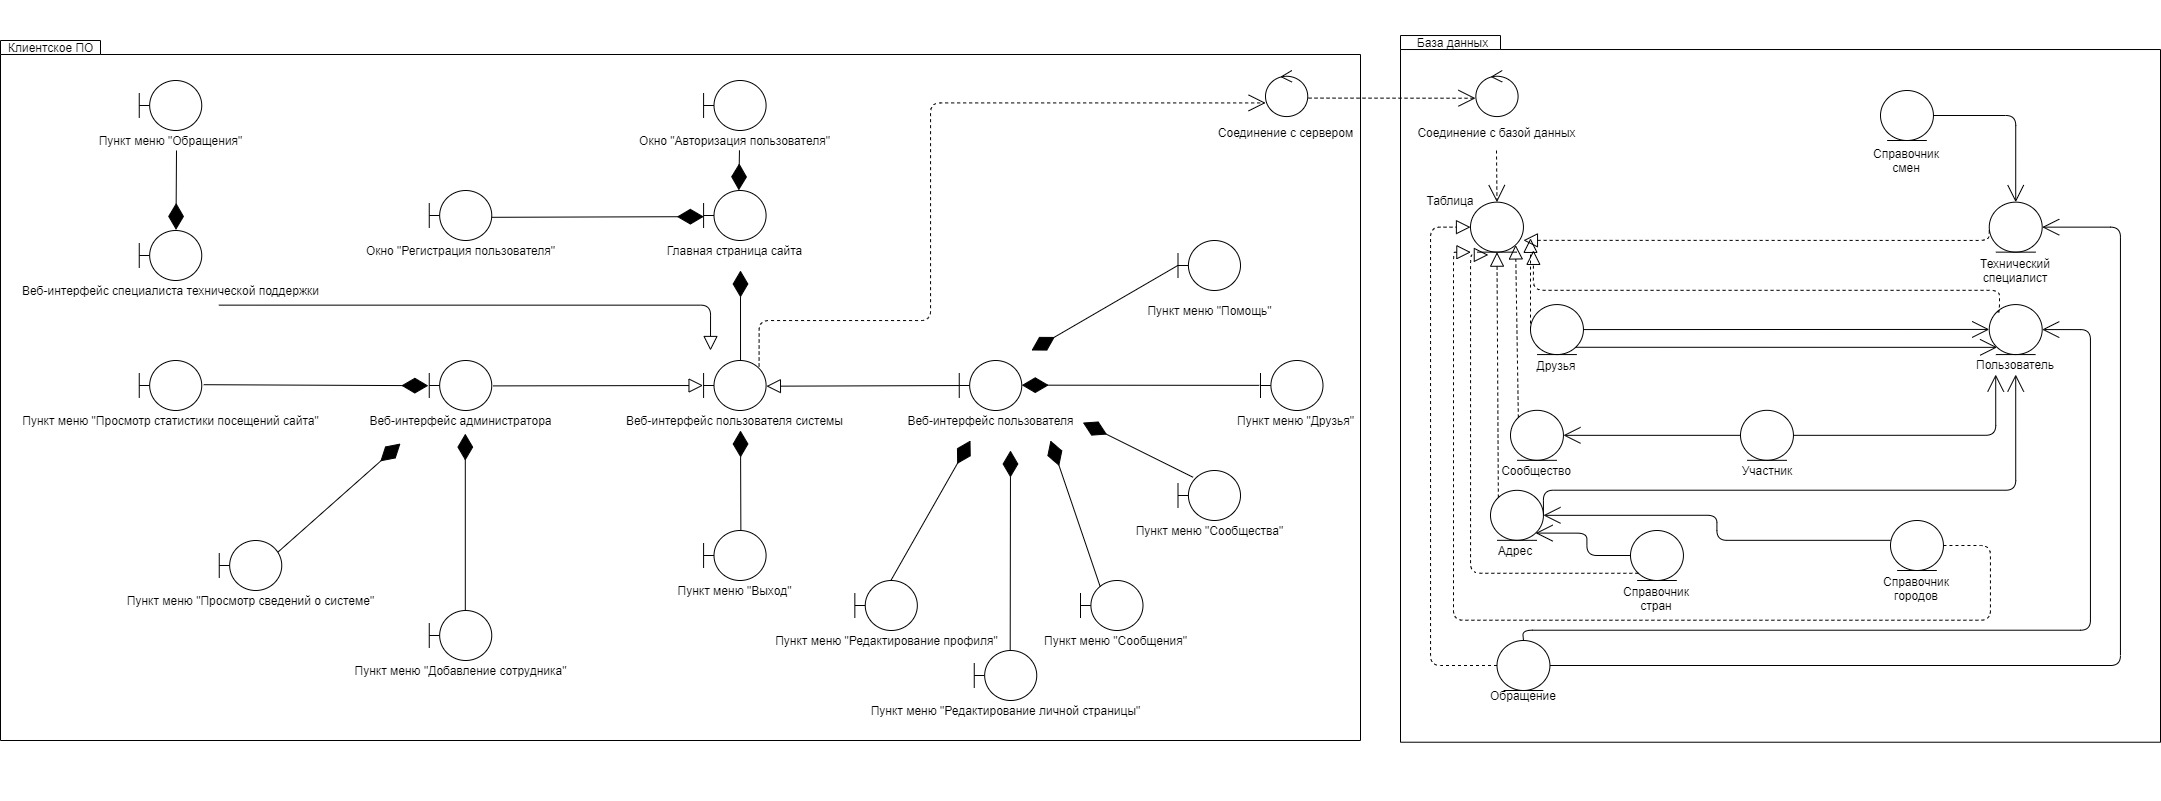 Клиентское ПО
Пункт меню "Обращения"
Окно "Авторизация пользователя"
Соединение с сервером
Окно "Регистрация пользователя"
Главная страница сайта
Веб-интерфейс специалиста технической поддержки
Пункт меню "Помощь"
Пункт меню "Просмотр статистики посещений сайта"
Веб-интерфейс администратора
Веб-интерфейс пользователя системы
Веб-интерфейс пользователя
Пункт меню "Друзья"
Пункт меню "Сообщества"
Пункт меню "Выход"
Пункт меню "Просмотр сведений о системе"
Пункт меню "Редактирование профиля"
Пункт меню "Сообщения"
Пункт меню "Добавление сотрудника"
Пункт меню "Редактирование личной страницы"
База данных
Соединение с базой данных
Справочник
смен
Таблица
Технический
специалист
Друзья
Пользователь
Сообщество
Участник
Адрес
Справочник
стран
Справочник
городов
Обращение